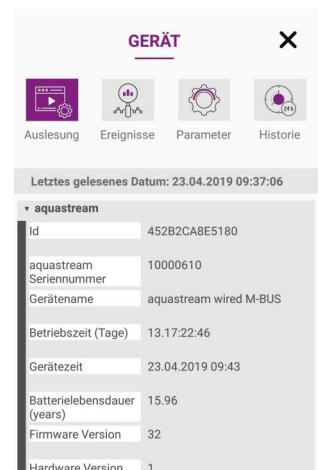 GERÄT
Auslesung Ereignisse Parameter Historie
24 h
Letztes gelesenes Datum: 23.04.2019 09:37:06
aquastream
Id 452B2CA8E5180
aquastream 10000610
Seriennummer
Gerätename aquastream wired M-BUS
Betriebszeit (Tage) 13.17:22:46
Gerätezeit 23.04.2019 09:43
Batterielebensdauer 15.96
(years)
Firmware Version 32
Hardware Version 1